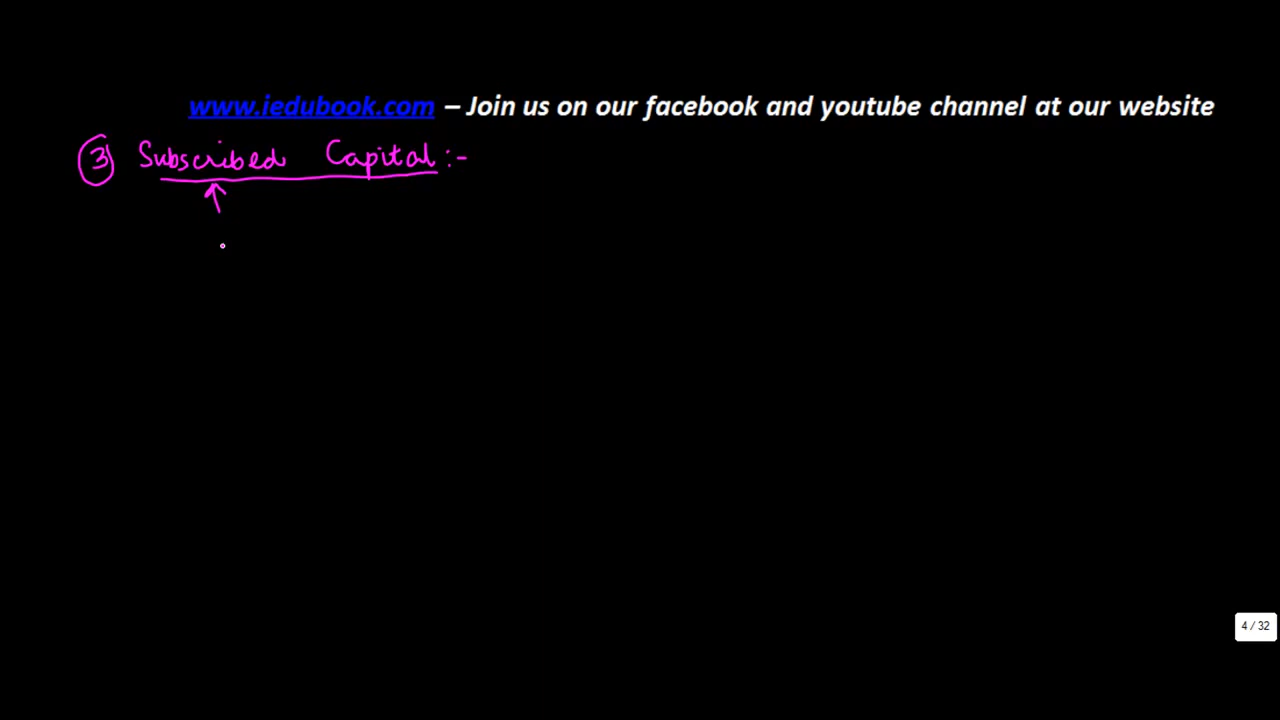 www.iedubook.com – Join us on our facebook and youtube channel at our website
3 Subscribed Capital:-
4 / 32